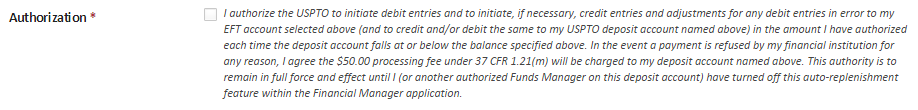 Authorization *
I authorize the USPTO to initiate debit entries and to initiate, if necessary, credit entries and adjustments for any debit entries in error to my
EFT account selected above (and to credit and/or debit the same to my USPTO deposit account named above) in the amount I have authorized
each time the deposit account falls at or below the balance specified above. In the event a payment is refused by my financial institution for
any reason, I agree the $50.00 processing fee under 37 CFR 1.21(m) will be charged to my deposit account named above. This authority is to
remain in full force and effect until I (or another authorized Funds Manager on this deposit account) have turned off this auto-replenishment
feature within the Financial Manager application.